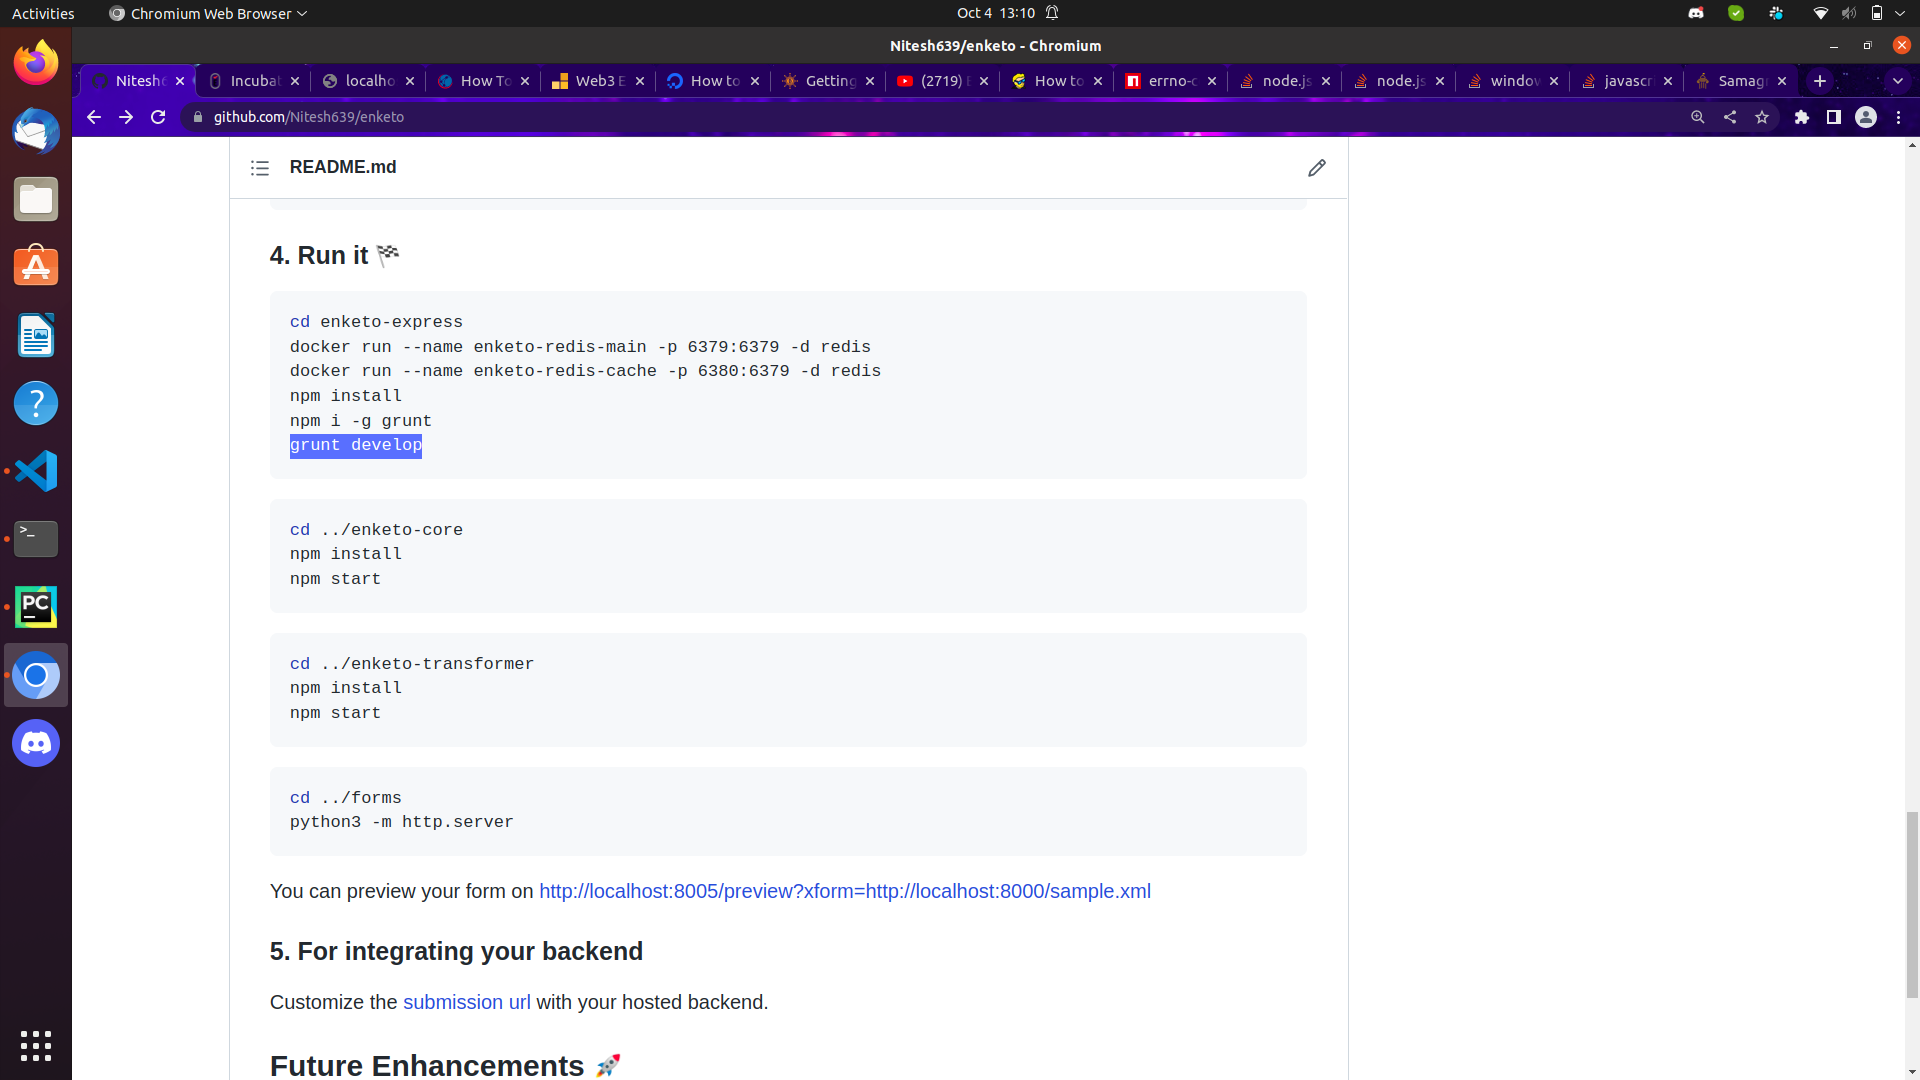 Activities
Chromium Web Browser
Oct 4 13:10
Nitesh639/enketo - Chromium
Nitesh6
Incubat
localho
How To
Web3 E
How to
Getting
(2719)
How to
errno-c
node.js
node.js
window
javascri
Samagr
github.com/Nitesh639/enketo
README.md
4. Run it
cd enketo-express
docker run --name enketo-redis-main -p 6379:6379 -d redis
docker run --name enketo-redis-cache -p 6380:6379 -d redis
npm install
npm i -g grunt
grunt develop
cd ../enketo-core
npm install
npm start
cd ../enketo-transformer
npm install
npm start
cd ../forms
python3 -m http.server
You can preview your form on http://localhost:8005/preview?xform=http://localhost:8000/sample.xml
5. For integrating your backend
Customize the submission url with your hosted backend.
Future Enhancements